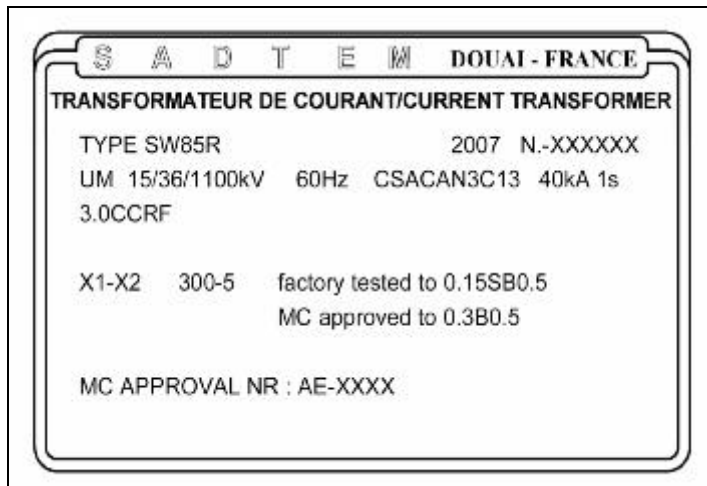 SADTEM DOUAI - FRANCE
TRANSFORMATEUR DE COURANT/CURRENT TRANSFORMER
TYPE SW85R 2007 N.-XXXXXX
UM 15/36/1100kV 60Hz CSACAN3C13 40kA 1s
3.0CCRF
X1-X2 300-5 factory tested to 0.15SB0.5
MC approved to 0.3B0.5
MC APPROVAL NR : AE-XXXX